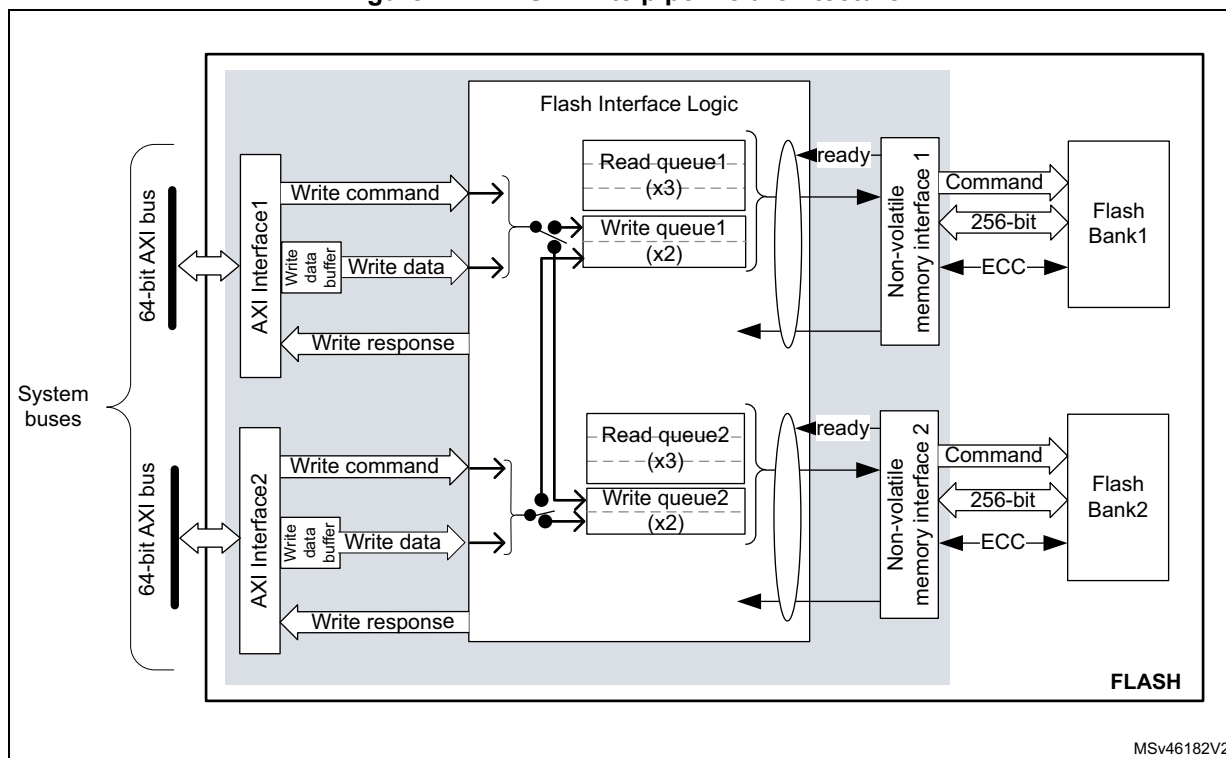 Flash Interface Logic
Read queue1
(x3)
Write queue1
(x2)
ready
Non-volatile
memory interface 1
Command
256-bit
ECC
Flash
Bank1
64-bit AXI bus
AXI Interface1
Write command
Write
data
buffer
Write data
Write response
System
buses
Read queue2
(x3)
Write queue2
(x2)
ready
Non-volatile
memory interface 2
Command
256-bit
ECC
Flash
Bank2
64-bit AXI bus
AXI Interface2
Write command
Write
data
buffer
Write data
Write response
FLASH
MSv46182V2